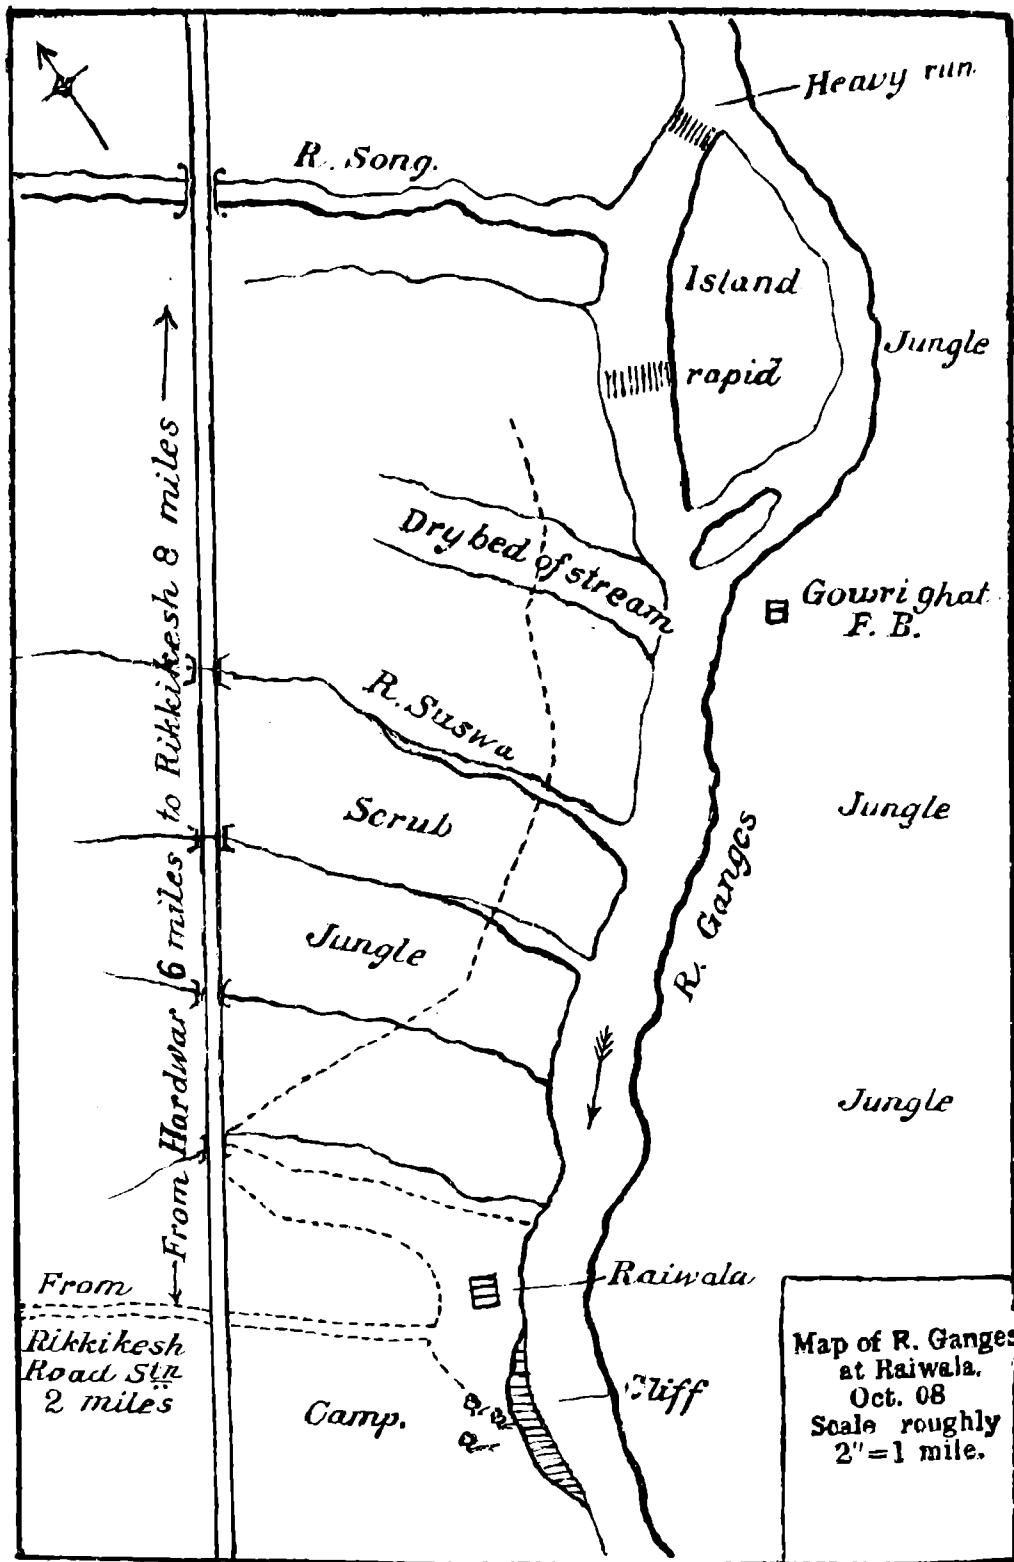 N
Heavy run.
R. Song.
Island
Jungle
rapid
Dry bed of stream
Gowrighat
F. B.
R. Suswa
Scrub
Jungle
R. Ganges
Jungle
Jungle
From Hardwar 6 miles to Rikkikesh 8 miles
Raiwala
From
Rikkikesh
Road Stn
2 miles
Camp.
Cliff
Map of R. Ganges
at Raiwala.
Oct. 08
Scale roughly
2"=1 mile.